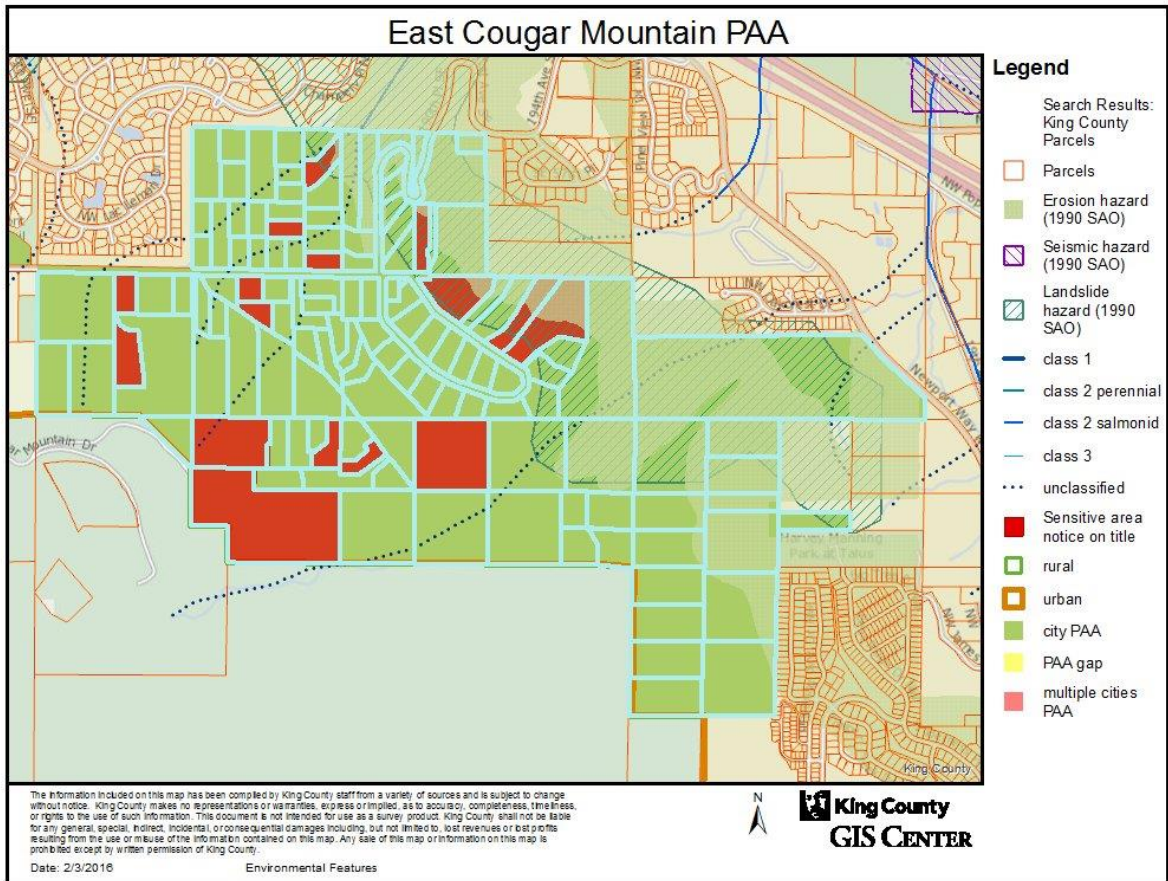 East Cougar Mountain PAA
Legend
Search Results:
King County
Parcels
Parcels
Erosion hazard
(1990 SAO)
Seismic hazard
(1990 SAO)
Landslide
hazard (1990
SAO)
class 1
class 2 perennial
class 2 salmonid
class 3
unclassified
Sensitive area
notice on title
rural
urban
city PAA
PAA gap
multiple cities
PAA
194th Ave
Newport Way
Mountain Dr
Harvey Manning
Park at Talus
King County
The information included on this map has been compiled by King County staff from a variety of sources and is subject to change
without notice. King County makes no representations or warranties, express or implied, as to accuracy, completeness, timeliness,
or rights to the use of such information. This document is not intended for use as a survey product. King County shall not be liable
for any general, special, indirect, incidental, or consequential damages including, but not limited to, lost revenues or lost profits
resulting from the use or misuse of the information contained on this map. Any sale of this map or information on this map is
prohibited except by written permission of King County.
Date: 2/3/2016
Environmental Features
N
King County
GIS CENTER